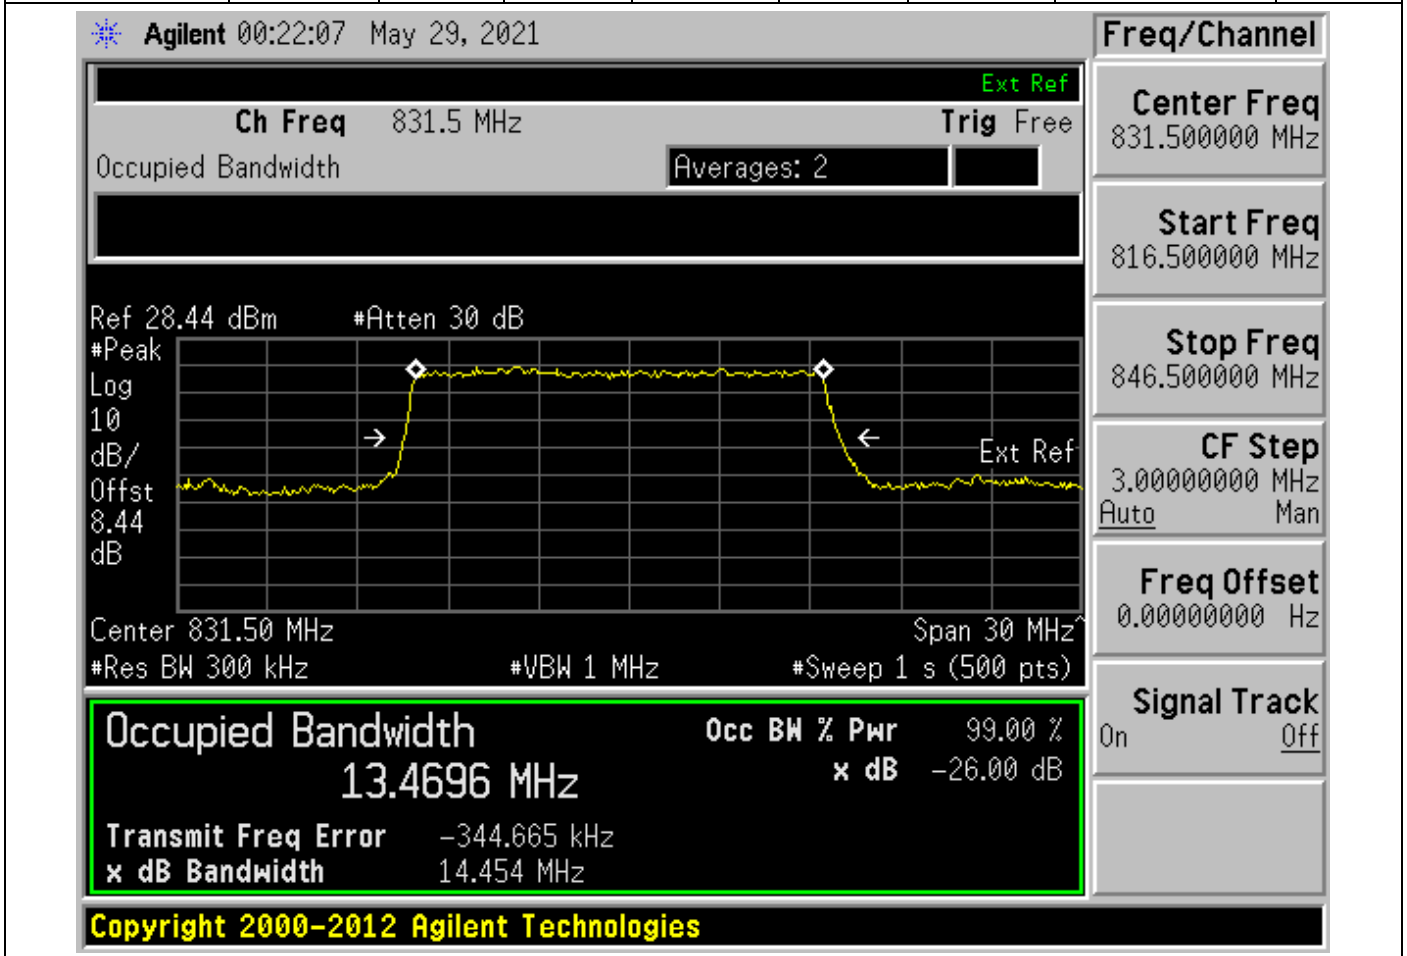 Agilent 00:22:07 May 29, 2021
Freq/Channel
Ext Ref
Ch Freq 831.5 MHz Trig Free
Occupied Bandwidth Averages: 2
Ref 28.44 dBm #Atten 30 dB
#Peak
Log
10
dB/
Offst
8.44
dB
Ext Ref
Center 831.50 MHz Span 30 MHz^
#Res BW 300 kHz #VBW 1 MHz #Sweep 1 s (500 pts)
Occupied Bandwidth Occ BW % Pwr 99.00 %
13.4696 MHz x dB -26.00 dB
Transmit Freq Error -344.665 kHz
x dB Bandwidth 14.454 MHz
Center Freq
831.500000 MHz
Start Freq
816.500000 MHz
Stop Freq
846.500000 MHz
CF Step
3.00000000 MHz
Auto Man
Freq Offset
0.00000000 Hz
Signal Track
On Off
Copyright 2000-2012 Agilent Technologies